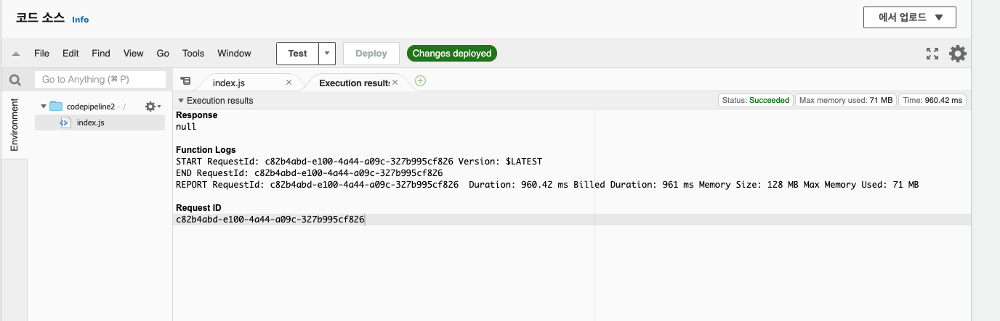 코드 소스 Info
에서 업로드
File Edit Find View Go Tools Window Test Deploy Changes deployed
Go to Anything (⌘ P)
index.js
Execution results
Environment
codepipeline2 - /
index.js
Execution results
Status: Succeeded Max memory used: 71 MB Time: 960.42 ms
Response
null
Function Logs
START RequestId: c82b4abd-e100-4a44-a09c-327b995cf826 Version: $LATEST
END RequestId: c82b4abd-e100-4a44-a09c-327b995cf826
REPORT RequestId: c82b4abd-e100-4a44-a09c-327b995cf826 Duration: 960.42 ms Billed Duration: 961 ms Memory Size: 128 MB Max Memory Used: 71 MB
Request ID
c82b4abd-e100-4a44-a09c-327b995cf826